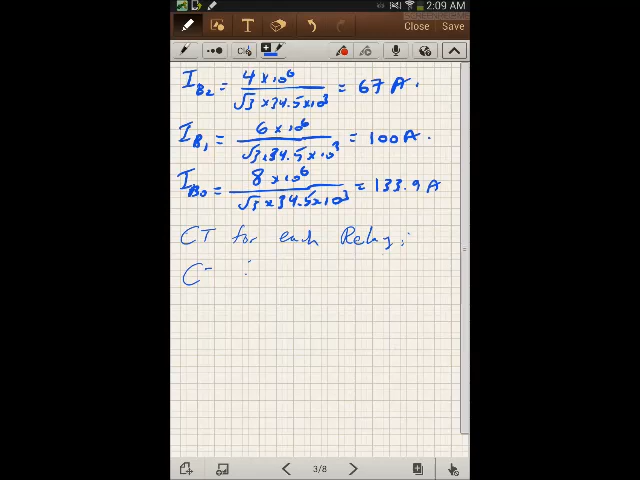 2:09 AM
Close Save
I_B2 = 4 x 10^6 / √3 x 34.5 x 10^3 = 67 A.
I_B1 = 6 x 10^6 / √3 x 34.5 x 10^3 = 100 A.
I_B0 = 8 x 10^6 / √3 x 34.5 x 10^3 = 133.9 A
CT for each Relay;
C- :
3/8